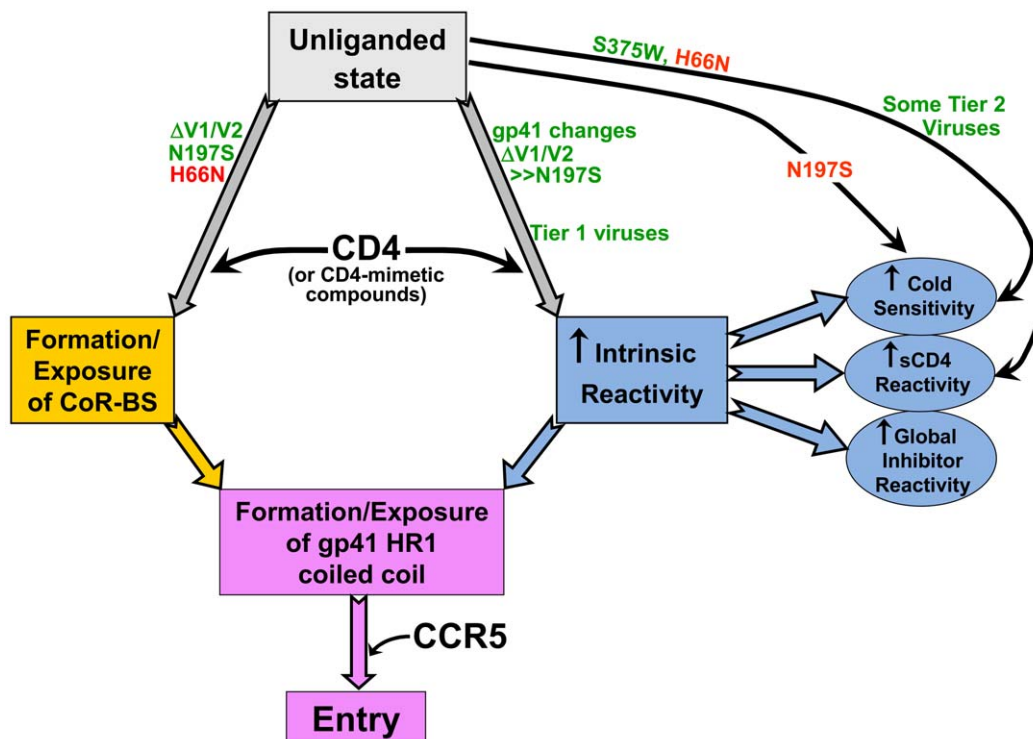 Unliganded
state
S375W, H66N
Some Tier 2
Viruses
ΔV1/V2
N197S
H66N
gp41 changes
ΔV1/V2
>>N197S
N197S
Tier 1 viruses
CD4
(or CD4-mimetic
compounds)
Formation/
Exposure
of CoR-BS
↑ Intrinsic
Reactivity
↑ Cold
Sensitivity
↑sCD4
Reactivity
↑ Global
Inhibitor
Reactivity
Formation/Exposure
of gp41 HR1
coiled coil
CCR5
Entry